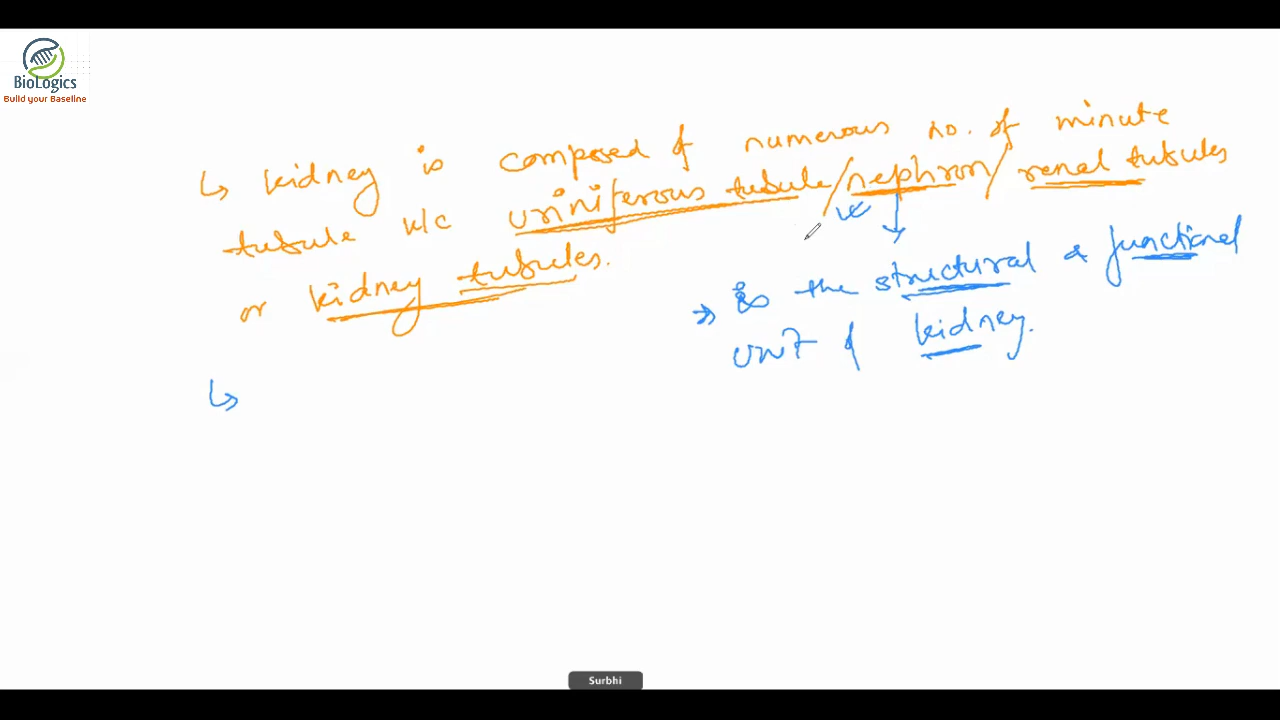 BioLogics
Build your Baseline
↳ kidney is composed of numerous no. of minute
tubule k/c uriniferous tubule/nephron/renal tubules
or kidney tubules.
→ is the structural & functional
unit of kidney.
↳
Surbhi